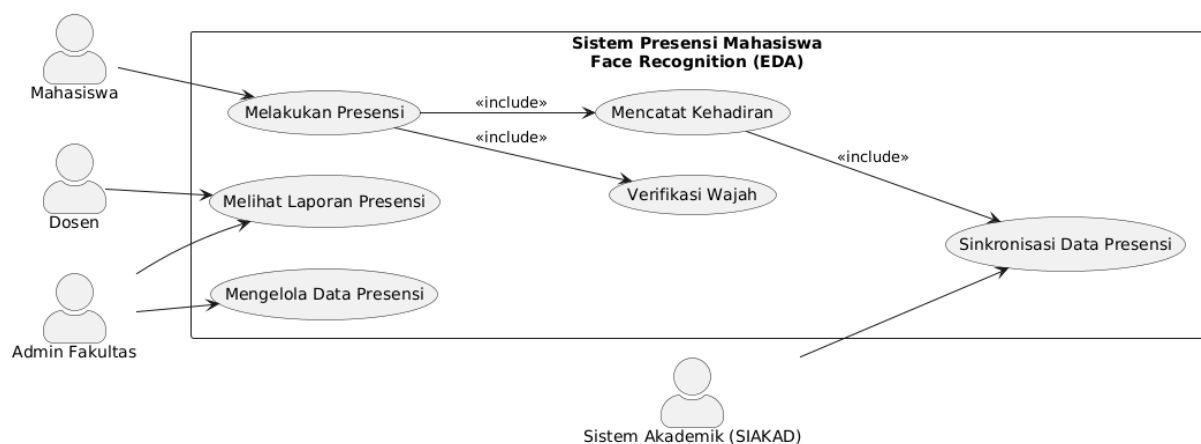 Sistem Presensi Mahasiswa
Face Recognition (EDA)
Mahasiswa
Melakukan Presensi
«include»
Mencatat Kehadiran
«include»
«include»
Verifikasi Wajah
Dosen
Melihat Laporan Presensi
Sinkronisasi Data Presensi
Mengelola Data Presensi
Admin Fakultas
Sistem Akademik (SIAKAD)